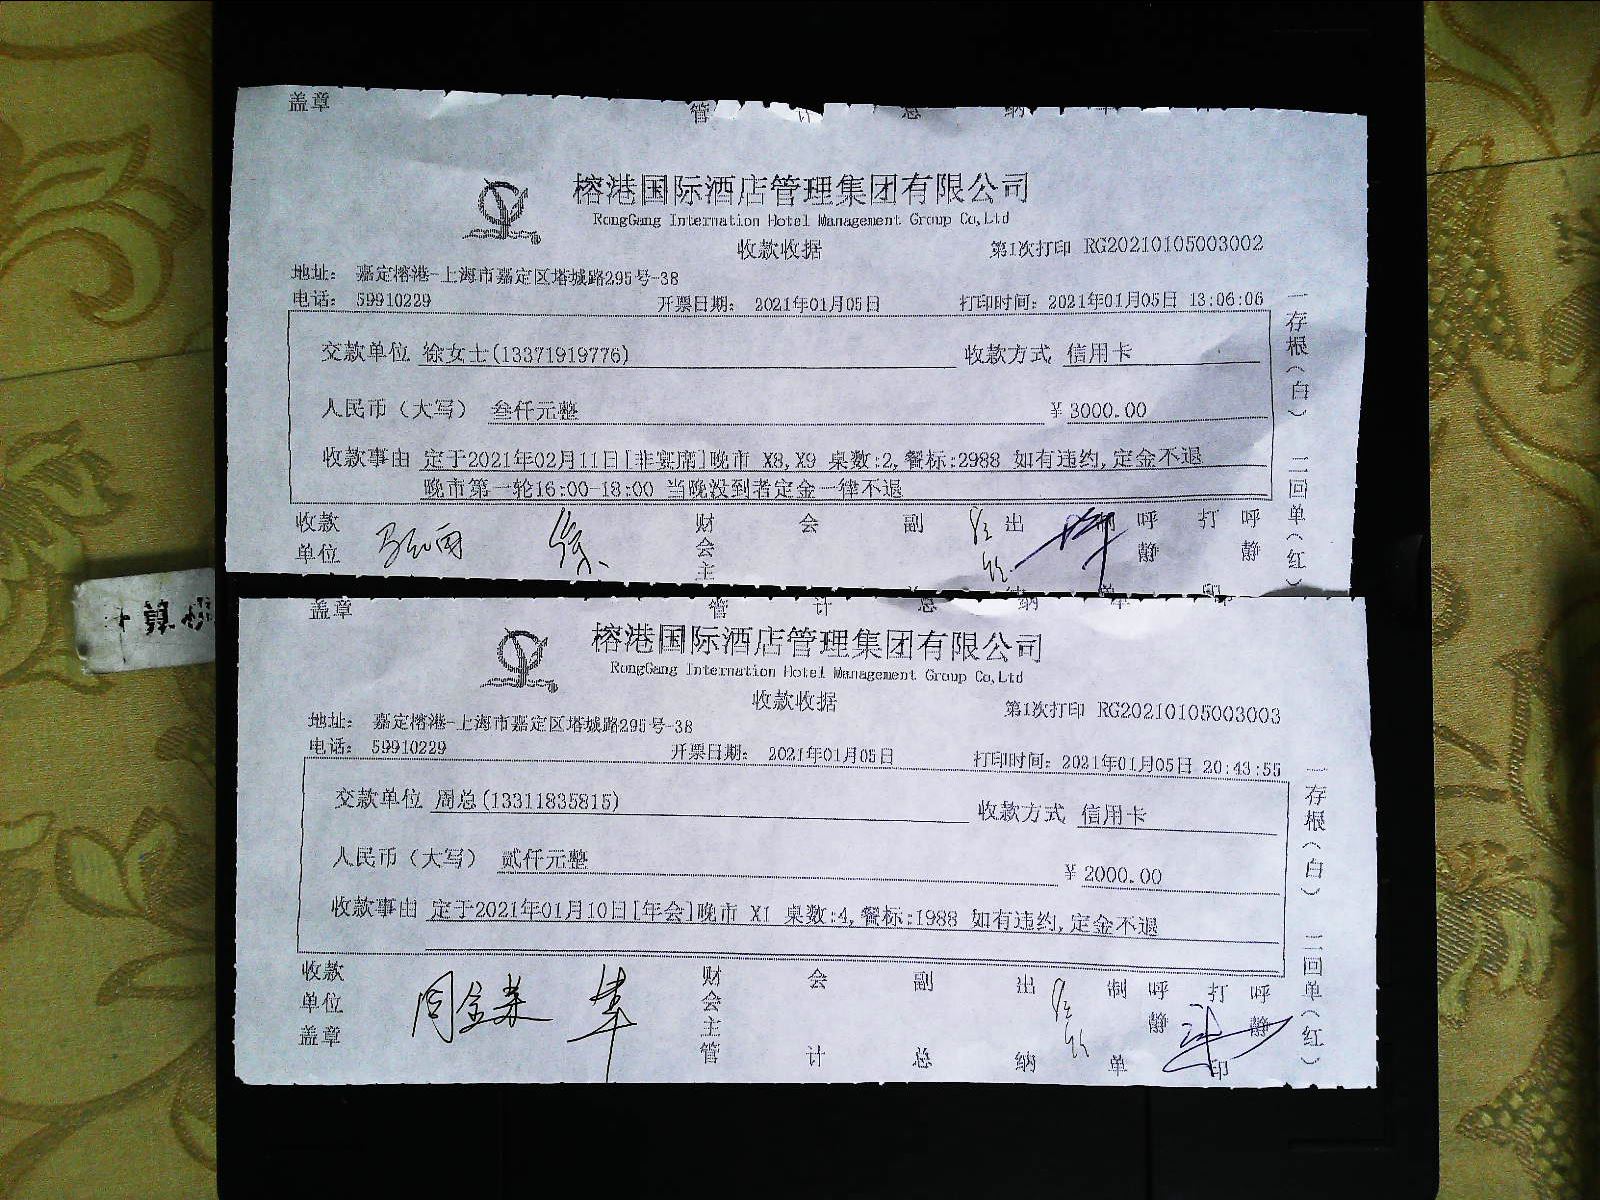 盖章 管 计 总 纳 单 印
榕港国际酒店管理集团有限公司
RongGang Internation Hotel Management Group Co,Ltd
收款收据 第1次打印 RG20210105003002
地址: 嘉定榕港-上海市嘉定区塔城路295号-38
电话: 59910229 开票日期: 2021年01月05日 打印时间: 2021年01月05日 13:06:06
交款单位 徐女士(13371919776) 收款方式 信用卡
人民币（大写） 叁仟元整 ¥ 3000.00
收款事由 定于2021年02月11日[非宴席]晚市 X8,X9 桌数:2,餐标:2988 如有违约,定金不退
晚市第一轮16:00-18:00 当晚没到者定金一律不退
一存根（白） 二回单（红）
收款 财 会 副 出 制 呼 打 呼
单位 会 静 静
主
徐
盖章 管 计 总 纳 单 印
榕港国际酒店管理集团有限公司
RongGang Internation Hotel Management Group Co,Ltd
收款收据 第1次打印 RG20210105003003
地址: 嘉定榕港-上海市嘉定区塔城路295号-38
电话: 59910229 开票日期: 2021年01月05日 打印时间: 2021年01月05日 20:43:55
交款单位 周总(13311835815) 收款方式 信用卡
人民币（大写） 贰仟元整 ¥ 2000.00
收款事由 定于2021年01月10日[年会]晚市 X1 桌数:4,餐标:1988 如有违约,定金不退
一存根（白） 二回单（红）
收款 财 会 副 出 制 呼 打 呼
单位 会 静 静
盖章 主
管 计 总 纳 单 印